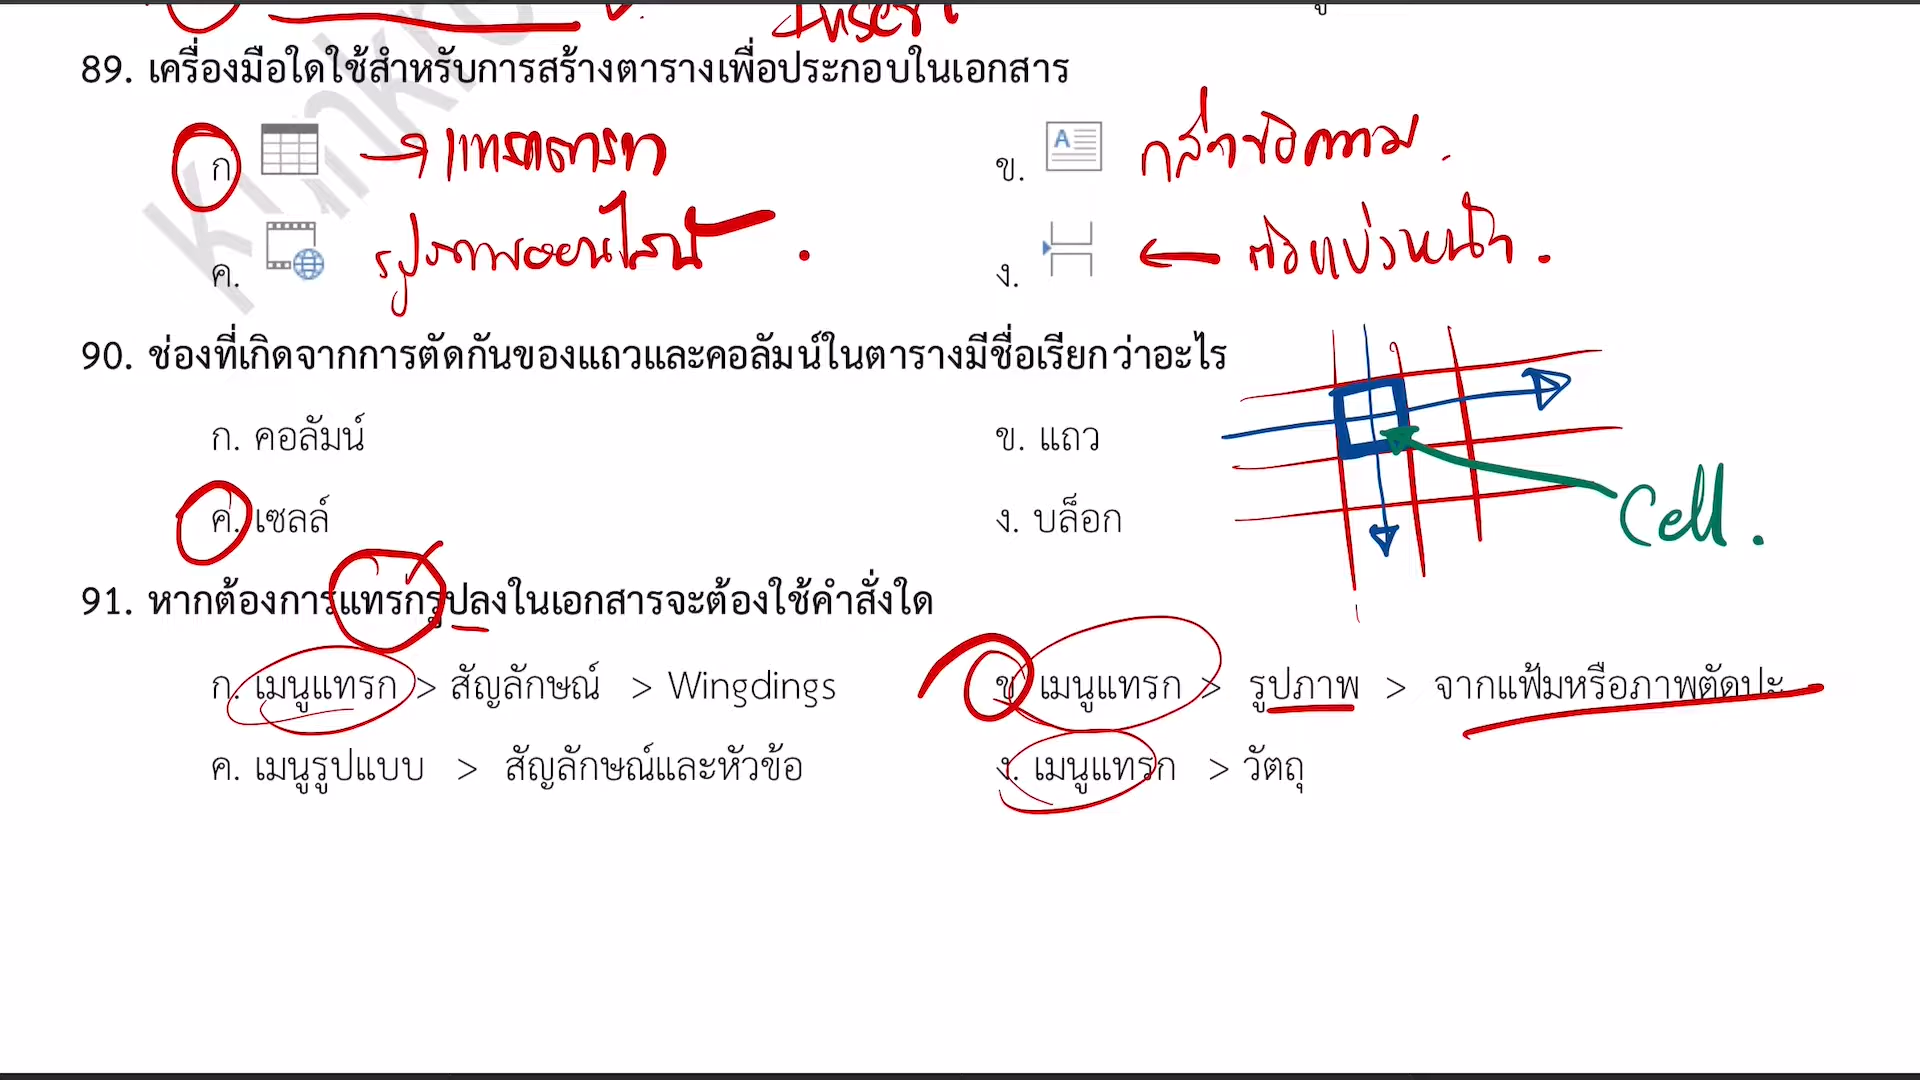 Insert
89. เครื่องมือใดใช้สำหรับการสร้างตารางเพื่อประกอบในเอกสาร
ก → แทรกตาราง ข. A กล่องข้อความ.
ค. รูปภาพออนไลน์. ง. ← ตัวแบ่งหน้า.
90. ช่องที่เกิดจากการตัดกันของแถวและคอลัมน์ในตารางมีชื่อเรียกว่าอะไร
ก. คอลัมน์ ข. แถว
ค. เซลล์ ง. บล็อก
Cell.
91. หากต้องการแทรกรูปลงในเอกสารจะต้องใช้คำสั่งใด
ก. เมนูแทรก > สัญลักษณ์ > Wingdings ข. เมนูแทรก > รูปภาพ > จากแฟ้มหรือภาพตัดปะ
ค. เมนูรูปแบบ > สัญลักษณ์และหัวข้อ ง. เมนูแทรก > วัตถุ